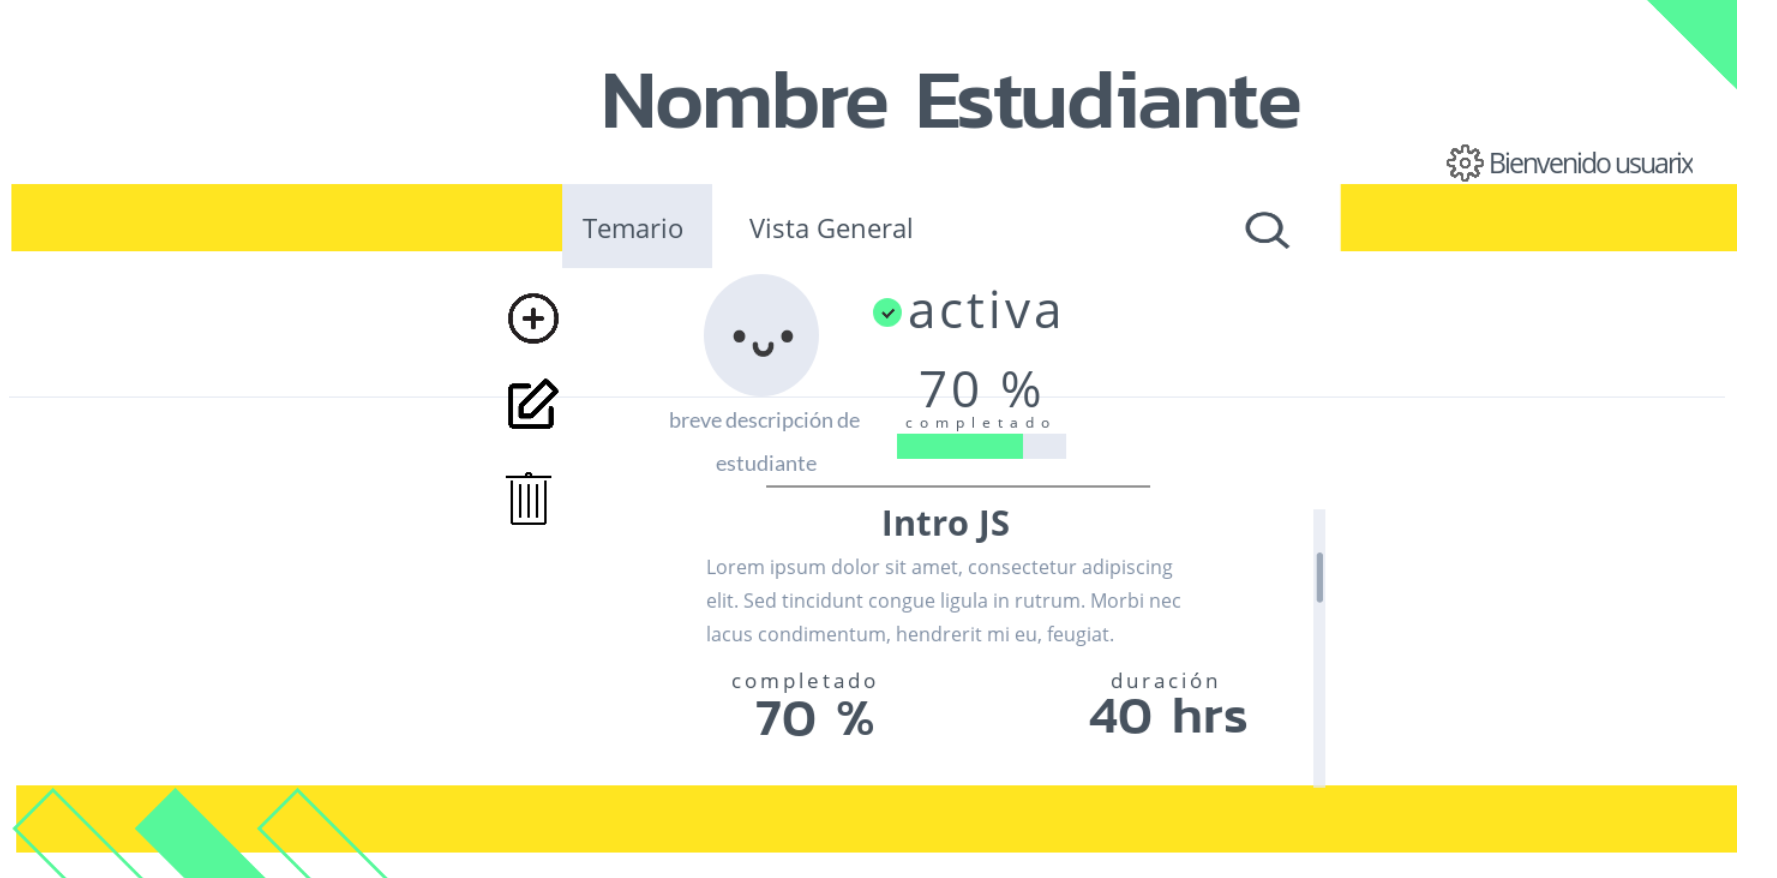 Nombre Estudiante
Bienvenido usuarix
Temario
Vista General
activa
70 %
completado
breve descripción de
estudiante
Intro JS
Lorem ipsum dolor sit amet, consectetur adipiscing
elit. Sed tincidunt congue ligula in rutrum. Morbi nec
lacus condimentum, hendrerit mi eu, feugiat.
completado
70 %
duración
40 hrs